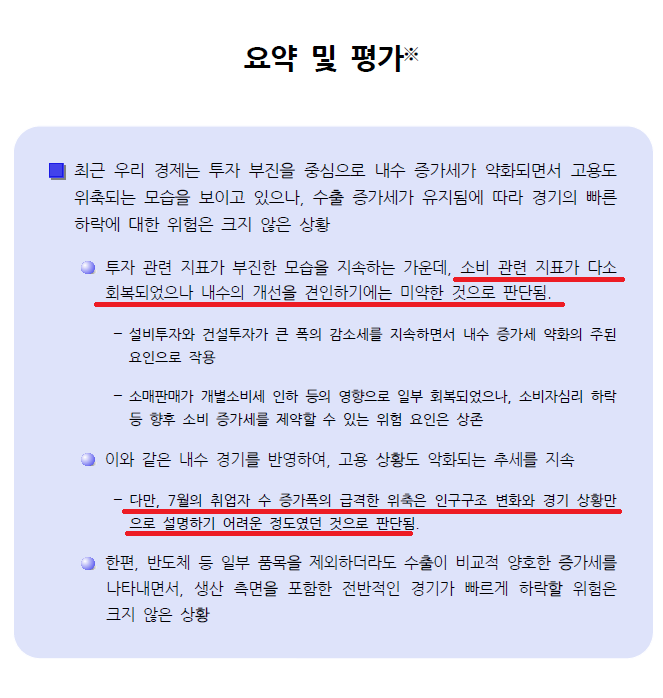 요약 및 평가※
최근 우리 경제는 투자 부진을 중심으로 내수 증가세가 약화되면서 고용도
위축되는 모습을 보이고 있으나, 수출 증가세가 유지됨에 따라 경기의 빠른
하락에 대한 위험은 크지 않은 상황
투자 관련 지표가 부진한 모습을 지속하는 가운데, 소비 관련 지표가 다소
회복되었으나 내수의 개선을 견인하기에는 미약한 것으로 판단됨.
- 설비투자와 건설투자가 큰 폭의 감소세를 지속하면서 내수 증가세 약화의 주된
요인으로 작용
- 소매판매가 개별소비세 인하 등의 영향으로 일부 회복되었으나, 소비자심리 하락
등 향후 소비 증가세를 제약할 수 있는 위험 요인은 상존
이와 같은 내수 경기를 반영하여, 고용 상황도 악화되는 추세를 지속
- 다만, 7월의 취업자 수 증가폭의 급격한 위축은 인구구조 변화와 경기 상황만
으로 설명하기 어려운 정도였던 것으로 판단됨.
한편, 반도체 등 일부 품목을 제외하더라도 수출이 비교적 양호한 증가세를
나타내면서, 생산 측면을 포함한 전반적인 경기가 빠르게 하락할 위험은
크지 않은 상황